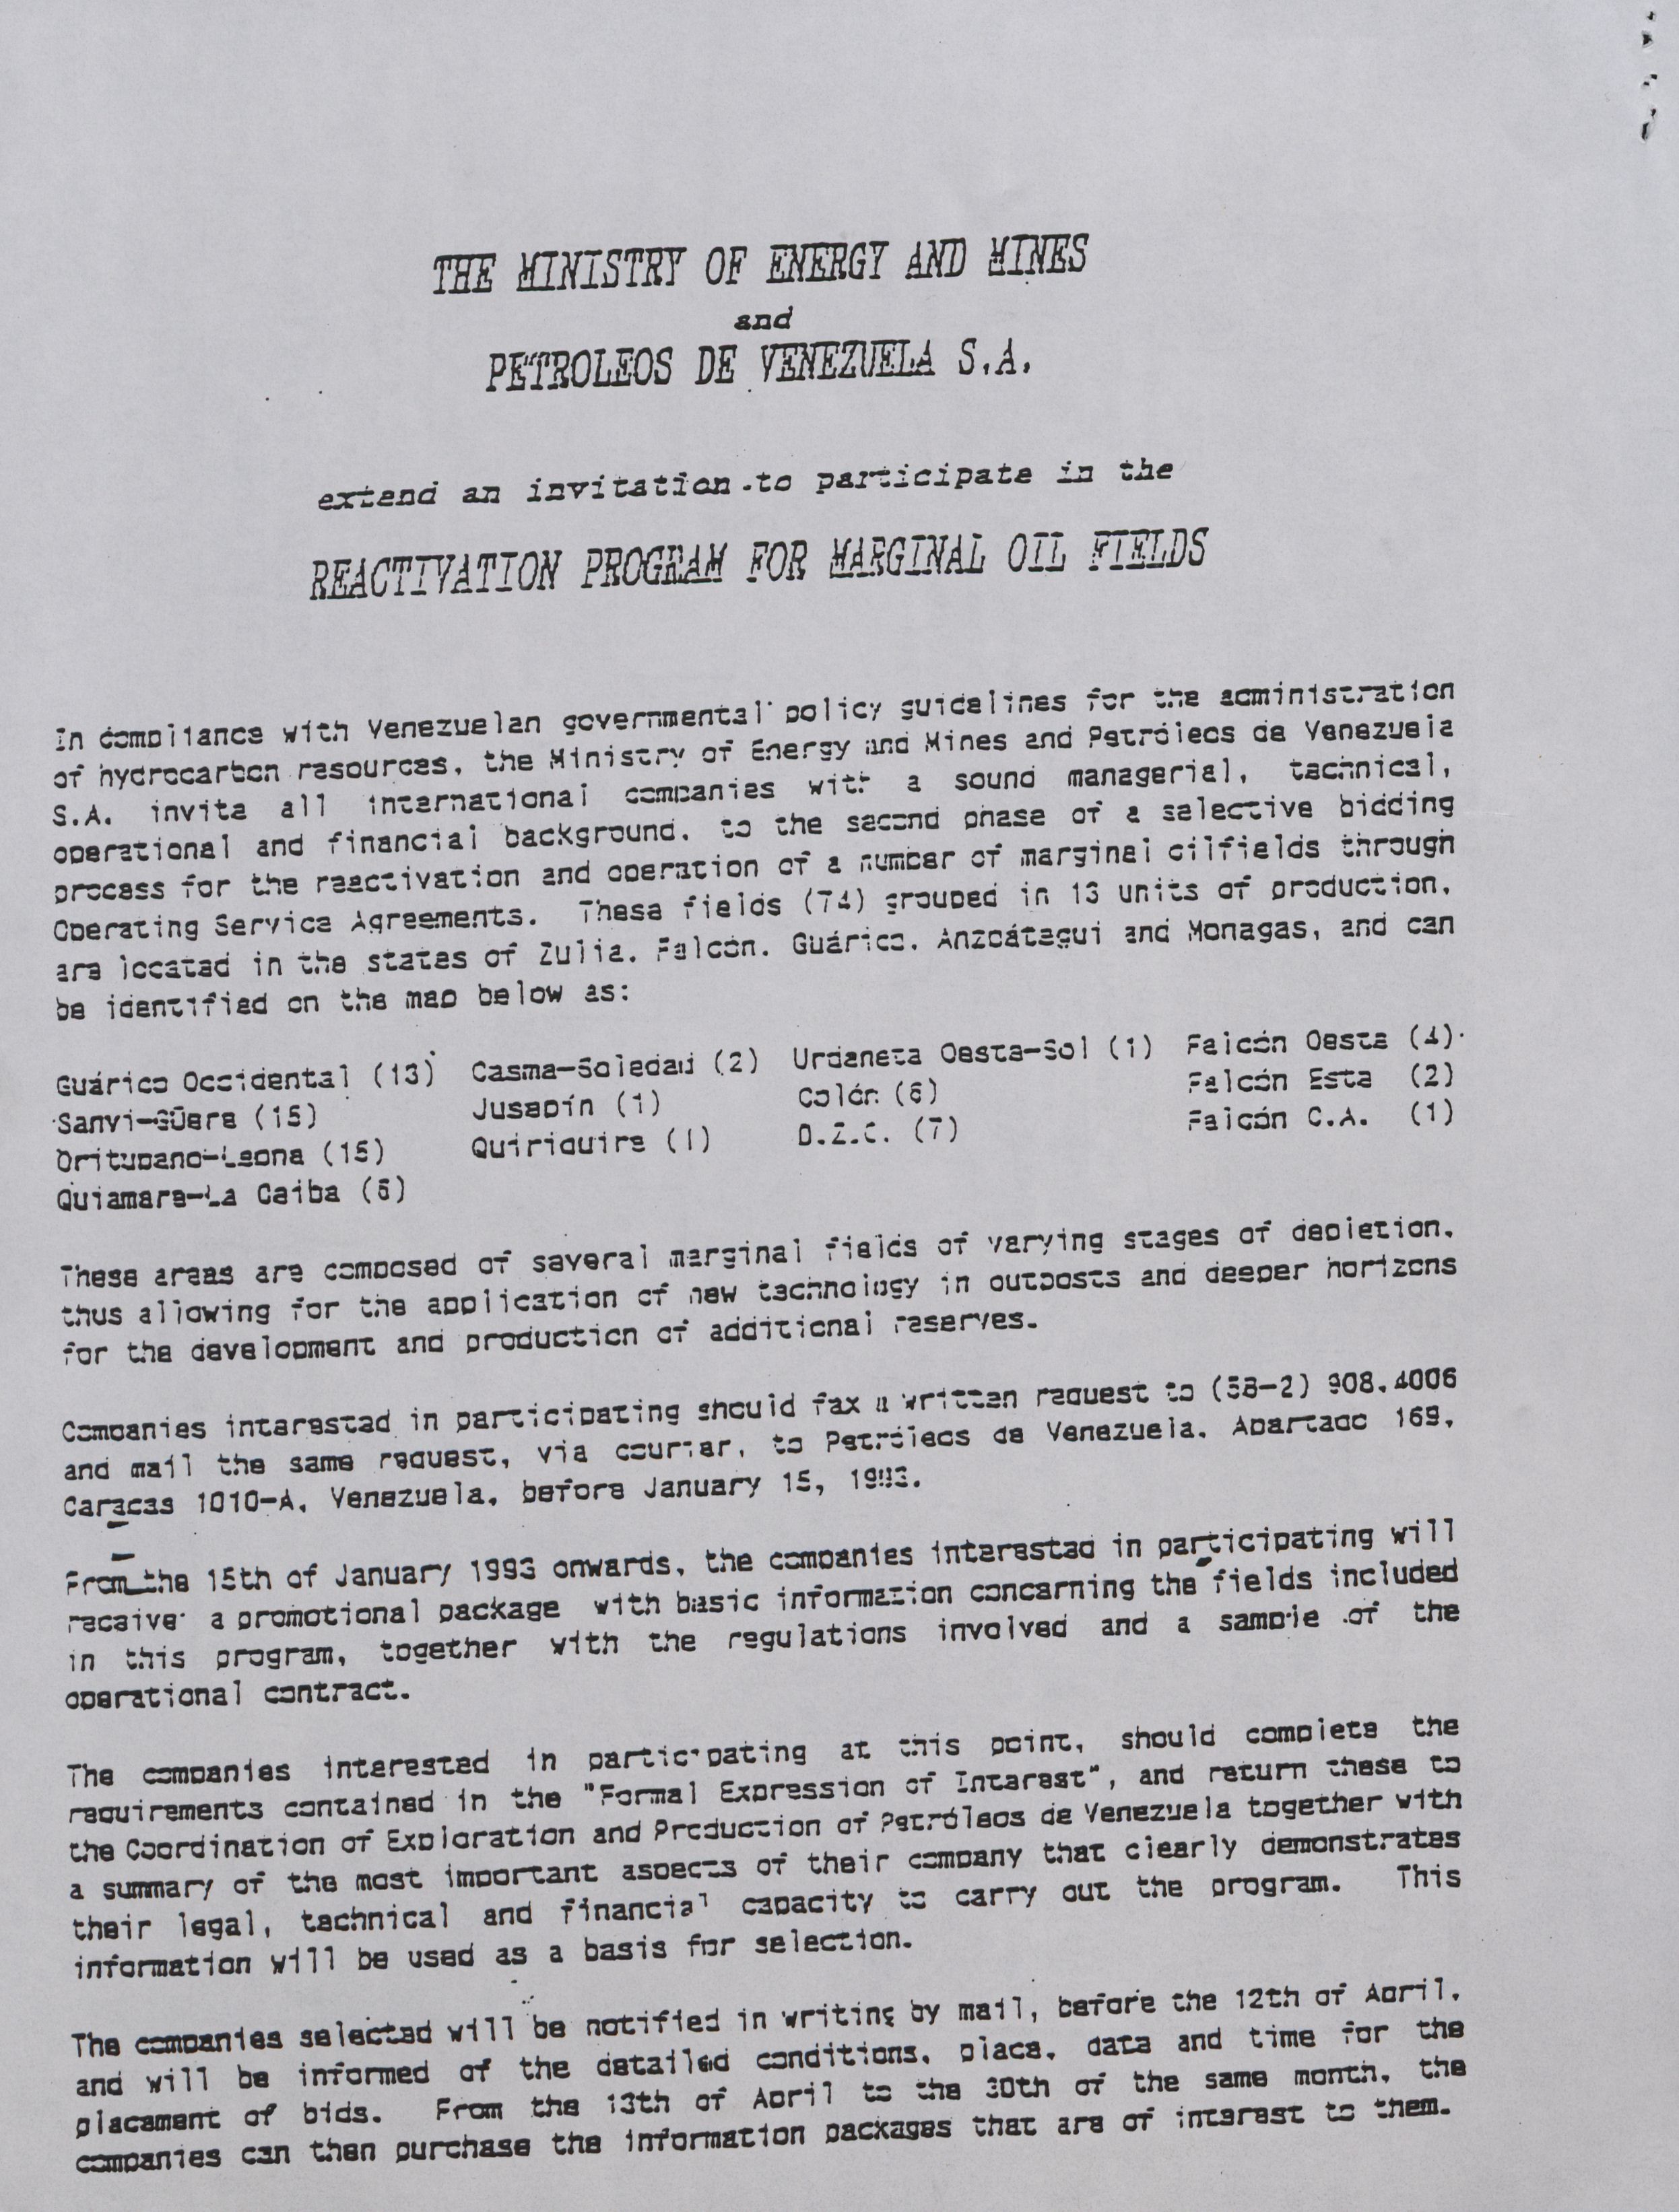 THE MINISTRY OF ENERGY AND MINES
and
PETROLEOS DE VENEZUELA S.A.
extend an invitation to participate in the
REACTIVATION PROGRAM FOR MARGINAL OIL FIELDS
In compliance with Venezuelan governmental policy guidelines for the administration
of hydrocarbon resources, the Ministry of Energy and Mines and Petróleos de Venezuela
S.A. invite all international companies with a sound managerial, technical,
operational and financial background, to the second phase of a selective bidding
process for the reactivation and operation of a number of marginal oilfields through
Operating Service Agreements. These fields (74) grouped in 13 units of production,
are located in the states of Zulia, Falcón, Guárico, Anzoátegui and Monagas, and can
be identified on the map below as:
Guárico Occidental (13) Casma-Soledad (2) Urdaneta Oeste-Sol (1) Falcón Oeste (4)
Sanvi-Güere (15) Jusepín (1) Colón (6) Falcón Este (2)
Oritupano-Leona (15) Quiriquire (1) D.Z.O. (7) Falcón C.A. (1)
Quiamare-La Ceiba (6)
These areas are composed of several marginal fields of varying stages of depletion,
thus allowing for the application of new technology in outposts and deeper horizons
for the development and production of additional reserves.
Companies interested in participating should fax a written request to (58-2) 908.4006
and mail the same request, via courier, to Petróleos de Venezuela, Apartado 169,
Caracas 1010-A, Venezuela, before January 15, 1993.
From the 15th of January 1993 onwards, the companies interested in participating will
receive a promotional package with basic information concerning the fields included
in this program, together with the regulations involved and a sample of the
operational contract.
The companies interested in participating at this point, should complete the
requirements contained in the "Formal Expression of Interest", and return these to
the Coordination of Exploration and Production of Petróleos de Venezuela together with
a summary of the most important aspects of their company that clearly demonstrates
their legal, technical and financial capacity to carry out the program. This
information will be used as a basis for selection.
The companies selected will be notified in writing by mail, before the 12th of April,
and will be informed of the detailed conditions, place, date and time for the
placement of bids. From the 13th of April to the 30th of the same month, the
companies can then purchase the information packages that are of interest to them.